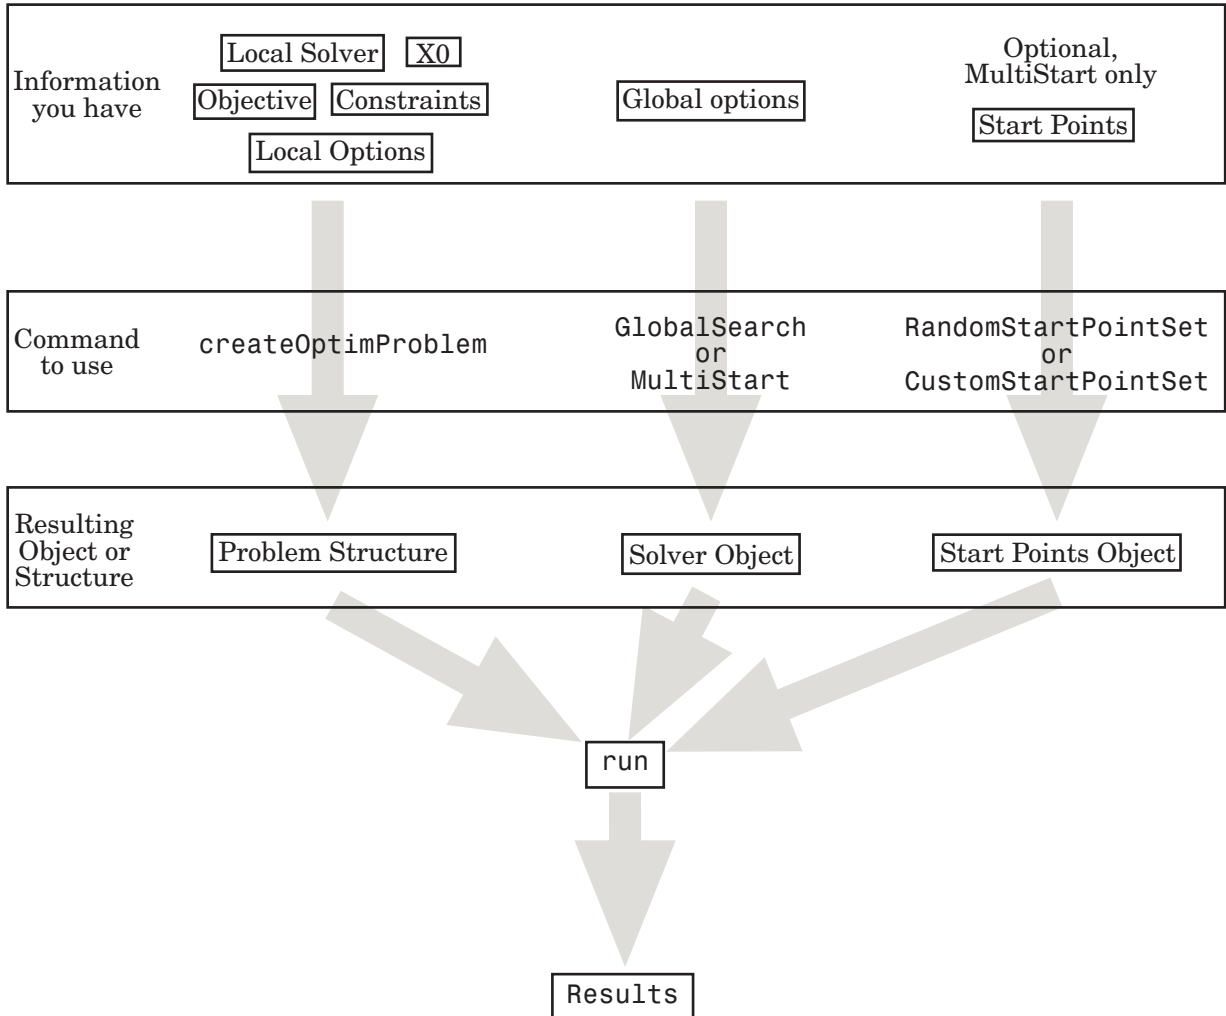 Information
you have
Local Solver
X0
Objective
Constraints
Local Options
Global options
Optional,
MultiStart only
Start Points
Command
to use
createOptimProblem
GlobalSearch
or
MultiStart
RandomStartPointSet
or
CustomStartPointSet
Resulting
Object or
Structure
Problem Structure
Solver Object
Start Points Object
run
Results